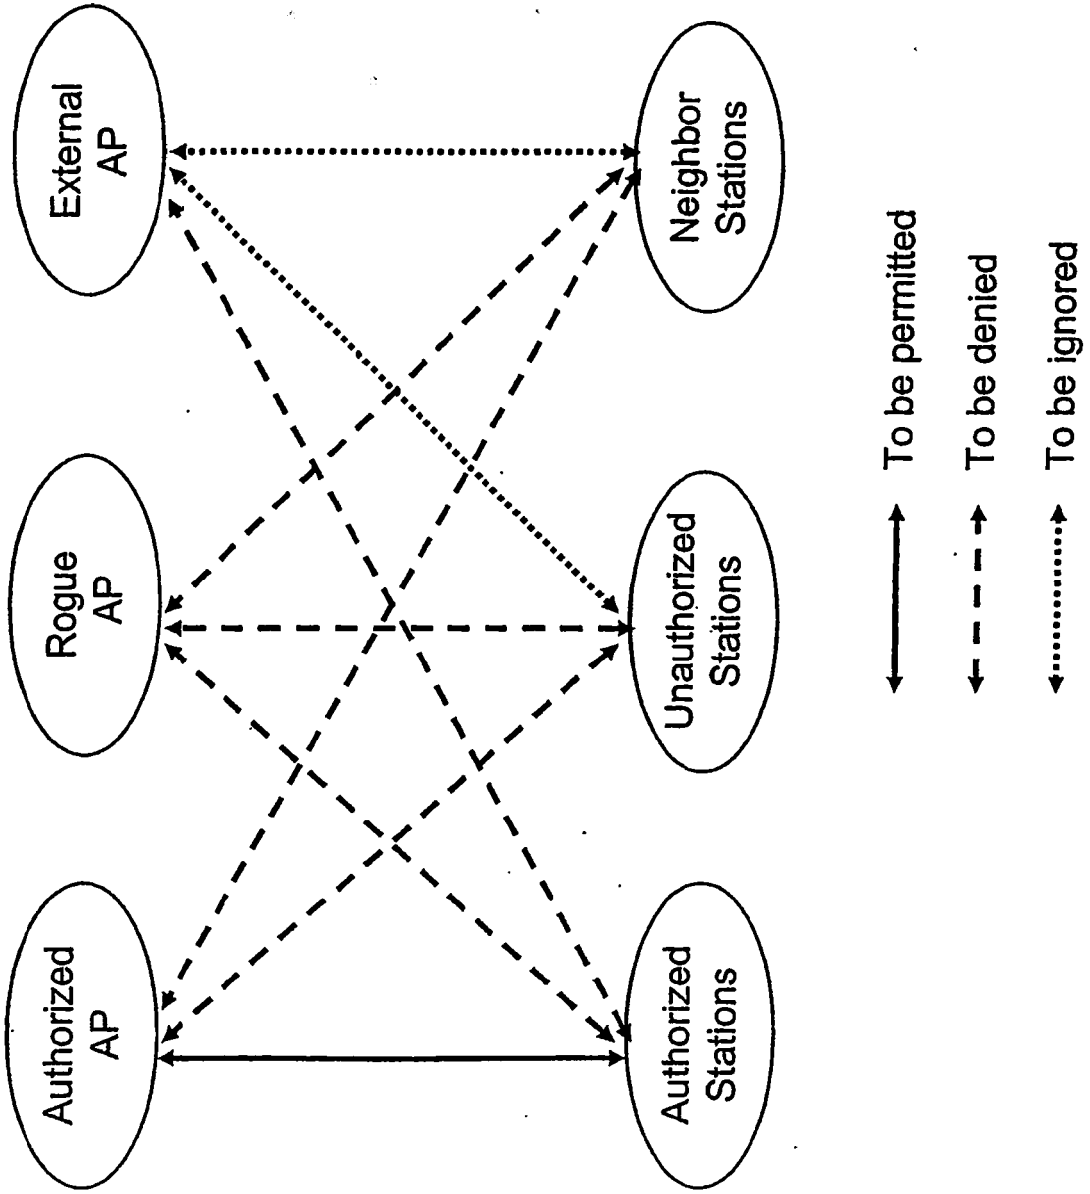 Authorized
AP
Rogue
AP
External
AP
Authorized
Stations
Unauthorized
Stations
Neighbor
Stations
To be permitted
To be denied
To be ignored